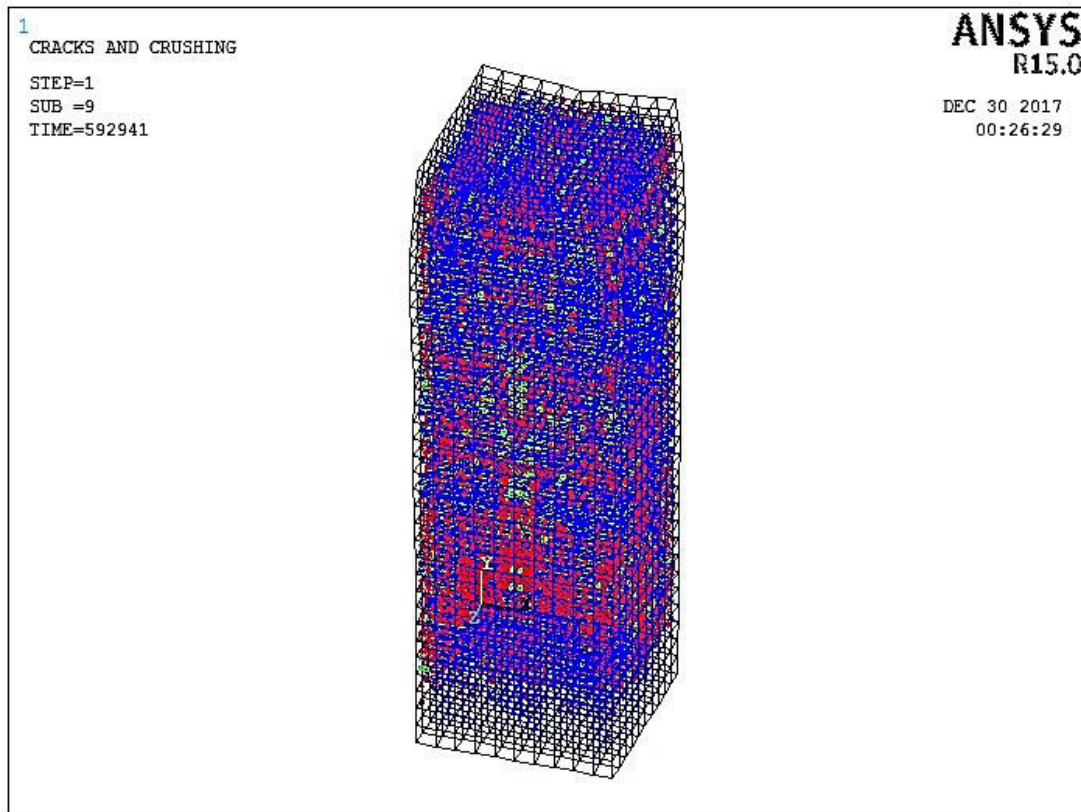 1
CRACKS AND CRUSHING
STEP=1
SUB =9
TIME=592941
ANSYS
R15.0
DEC 30 2017
00:26:29
Y
Z